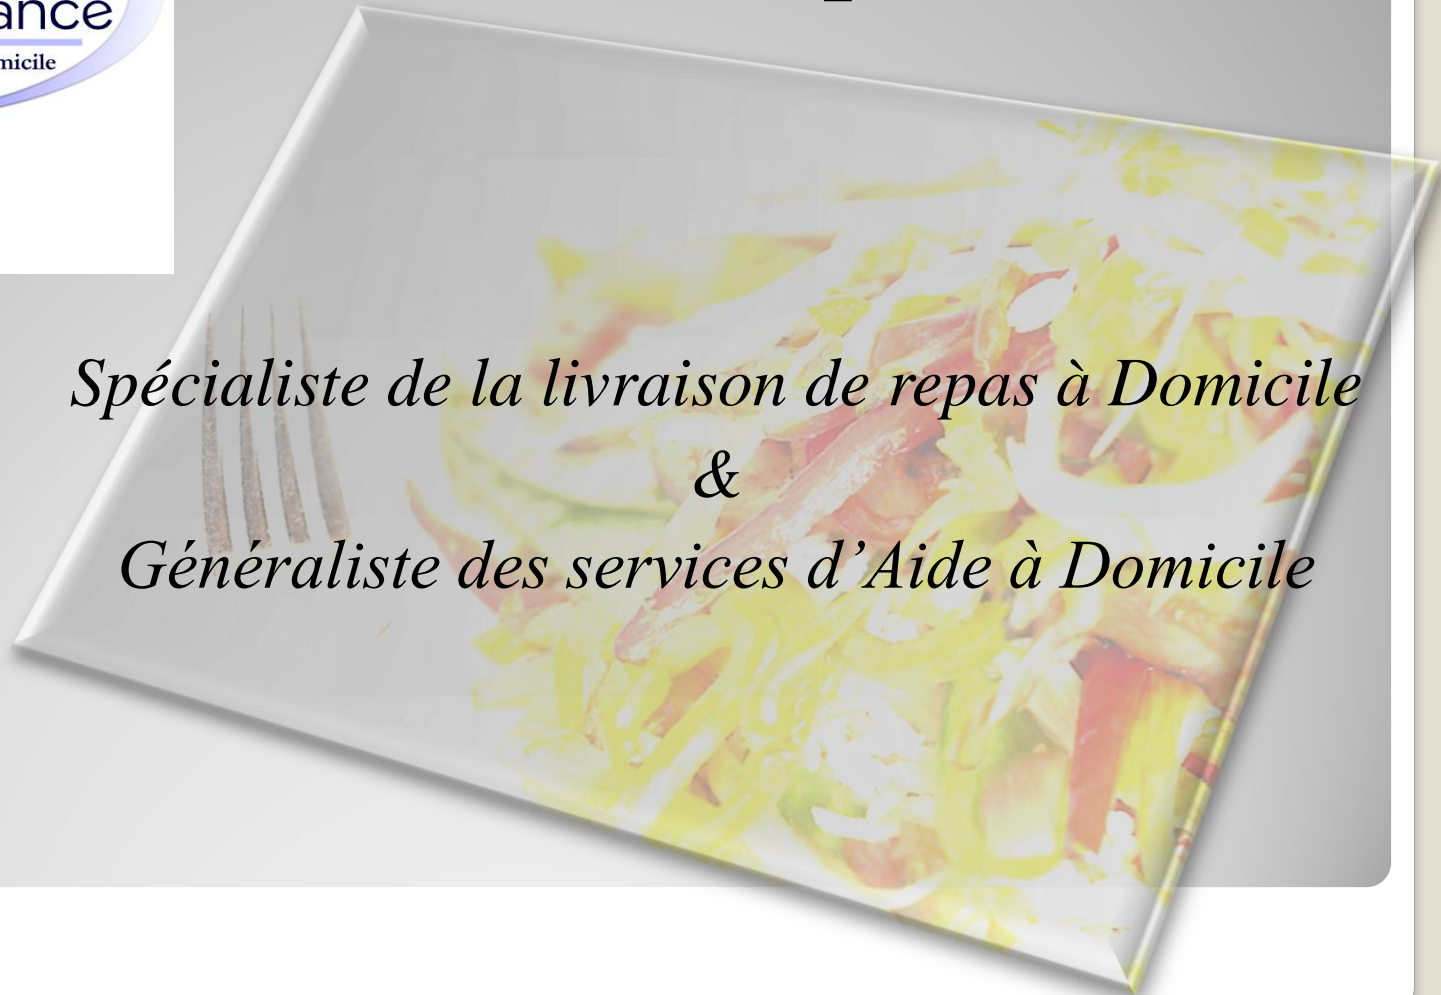 ance
micile
Spécialiste de la livraison de repas à Domicile
&
Généraliste des services d’Aide à Domicile